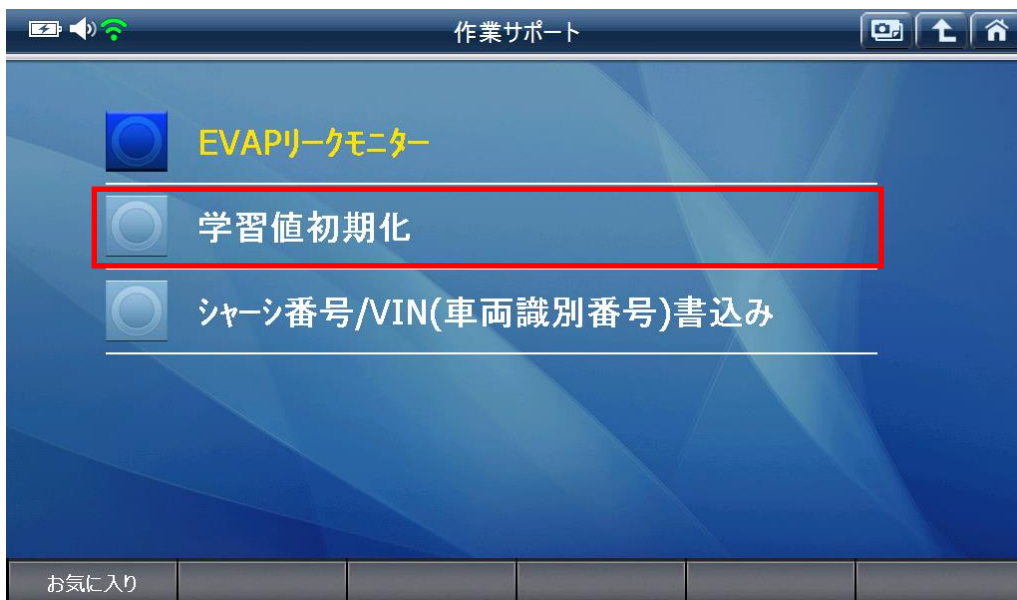 作業サポート
EVAPﾘｰｸﾓﾆﾀｰ
学習値初期化
ｼｬｰｼ番号/VIN(車両識別番号)書込み
お気に入り